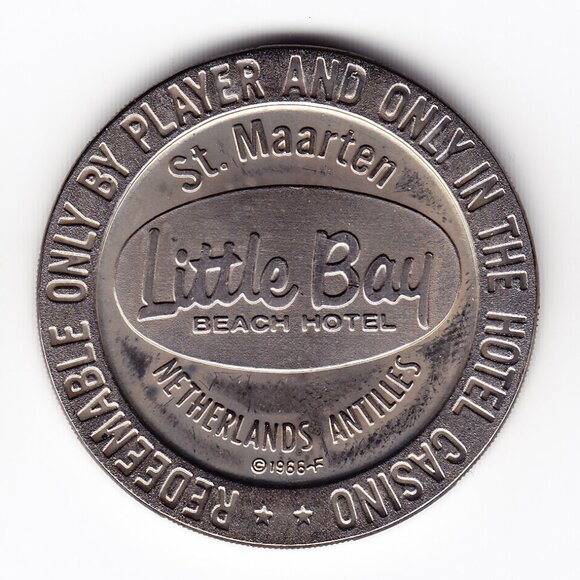 REDEEMABLE ONLY BY PLAYER AND ONLY IN THE HOTEL CASINO
St. Maarten
Little Bay
BEACH HOTEL
NETHERLANDS ANTILLES
©1966-F